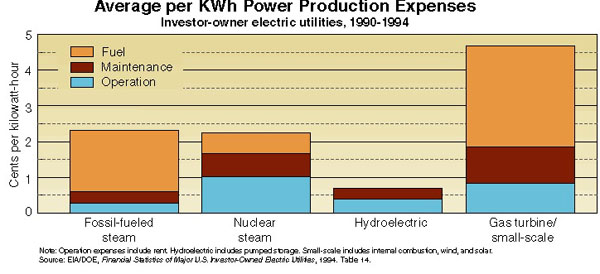 Average per KWh Power Production Expenses
Investor-owner electric utilities, 1990-1994
5
4
3
2
1
0
Cents per kilowatt-hour
Fuel
Maintenance
Operation
Fossil-fueled
steam
Nuclear
steam
Hydroelectric
Gas turbine/
small-scale
Note: Operation expenses include rent. Hydroelectric includes pumped storage. Small-scale includes internal combustion, wind, and solar.
Source: EIA/DOE, Financial Statistics of Major U.S. Investor-Owned Electric Utilities, 1994. Table 14.